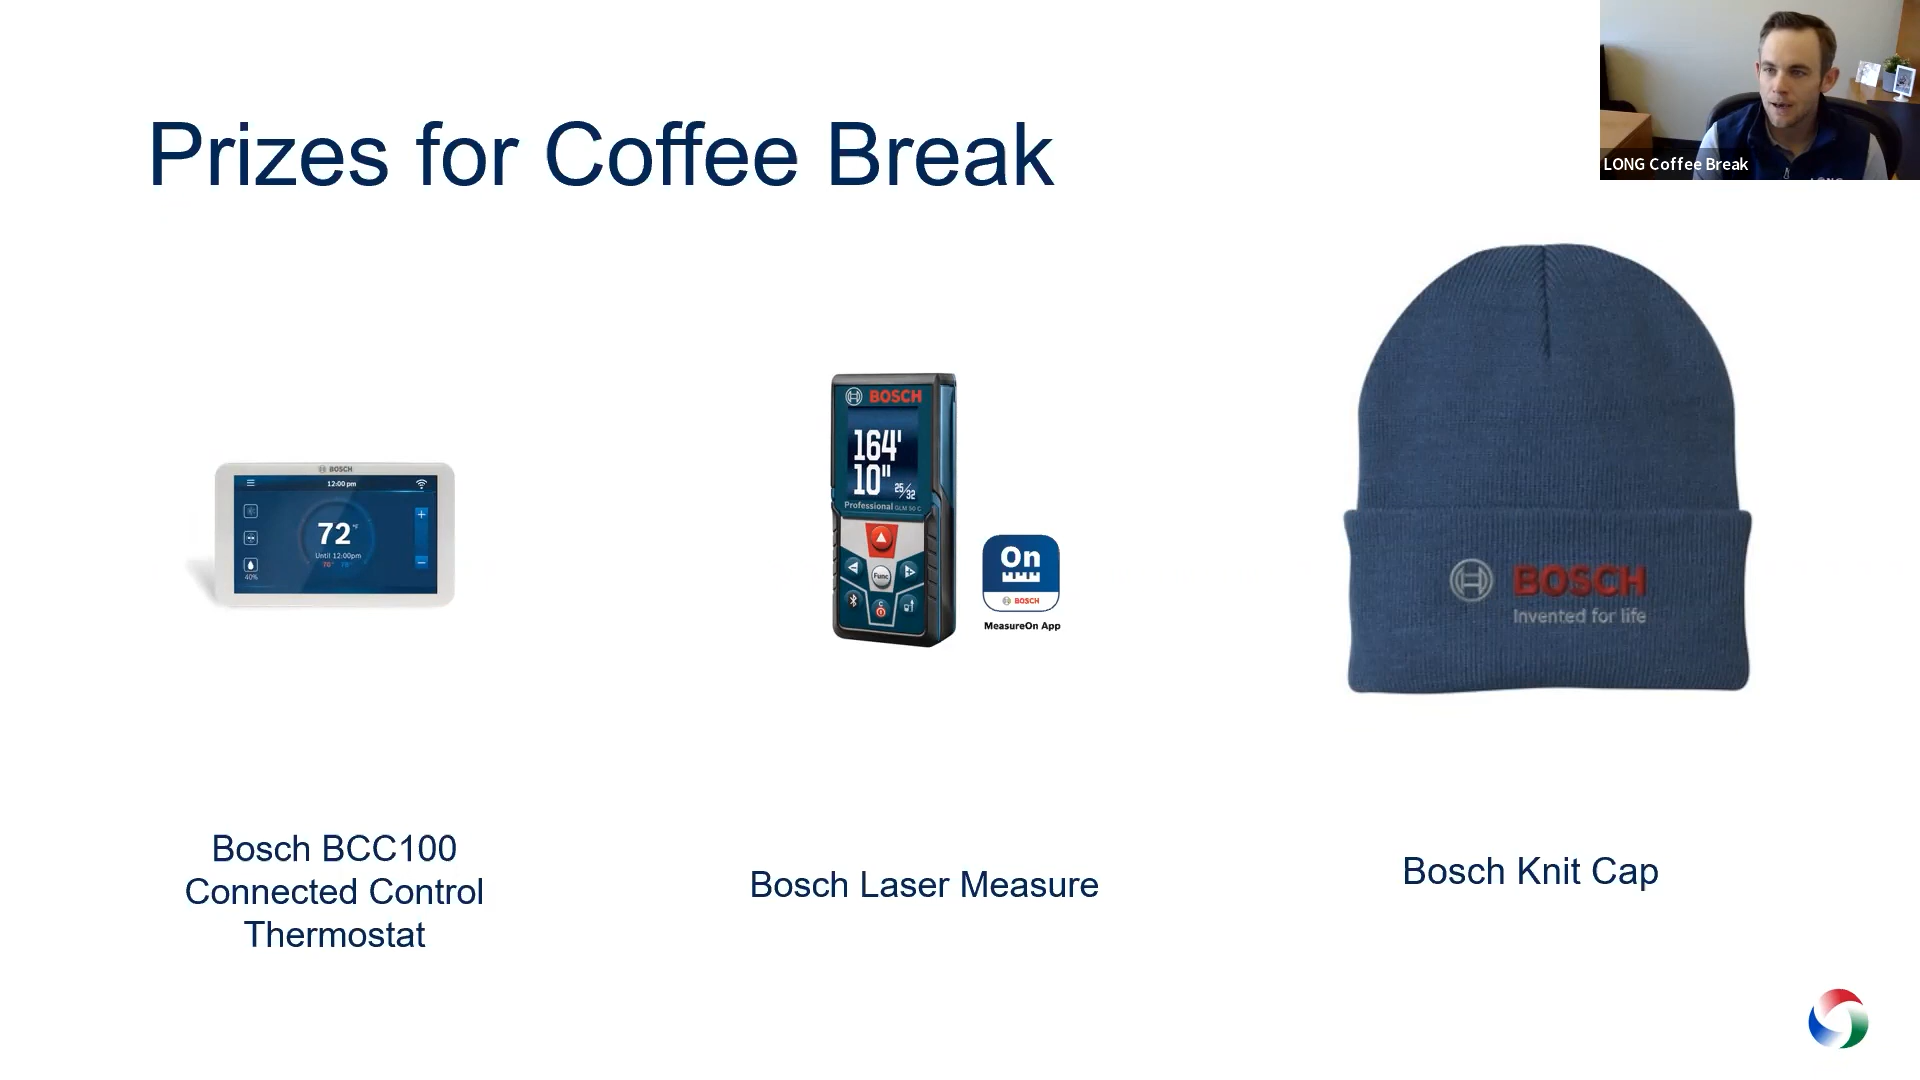 LONG Coffee Break
Prizes for Coffee Break
BOSCH
12:00 pm
72°F
Until 12:00pm
40%
BOSCH
164'
10" 25/32
Professional GLM 50 C
Func
On
BOSCH
MeasureOn App
BOSCH
Invented for life
Bosch BCC100
Connected Control
Thermostat
Bosch Laser Measure
Bosch Knit Cap